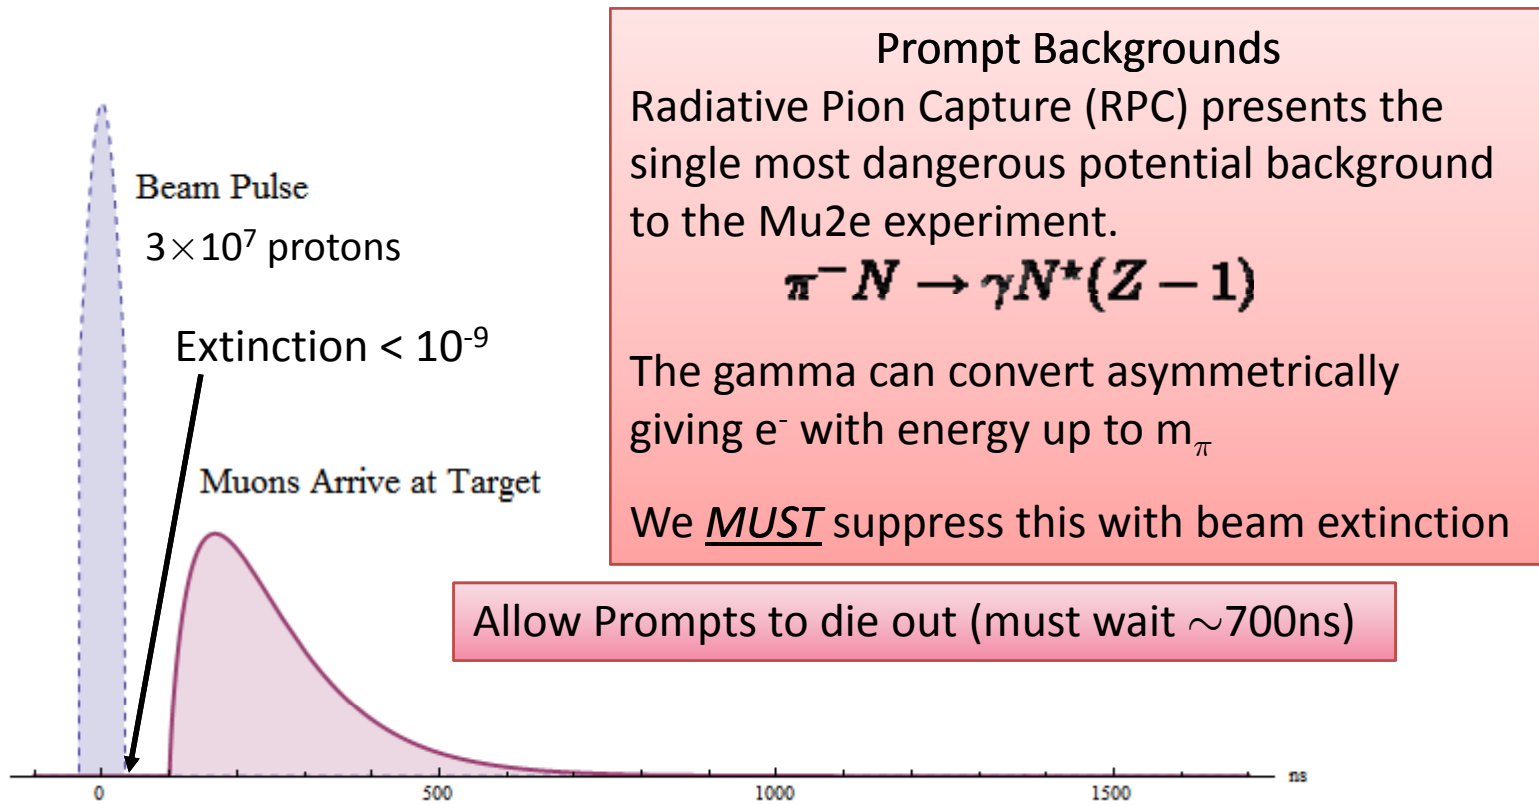 Prompt Backgrounds
Radiative Pion Capture (RPC) presents the
single most dangerous potential background
to the Mu2e experiment.
π⁻N → γN*(Z − 1)
The gamma can convert asymmetrically
giving e⁻ with energy up to mπ
We MUST suppress this with beam extinction
Beam Pulse
3×10⁷ protons
Extinction < 10⁻⁹
Muons Arrive at Target
Allow Prompts to die out (must wait ~700ns)
0 500 1000 1500 ns